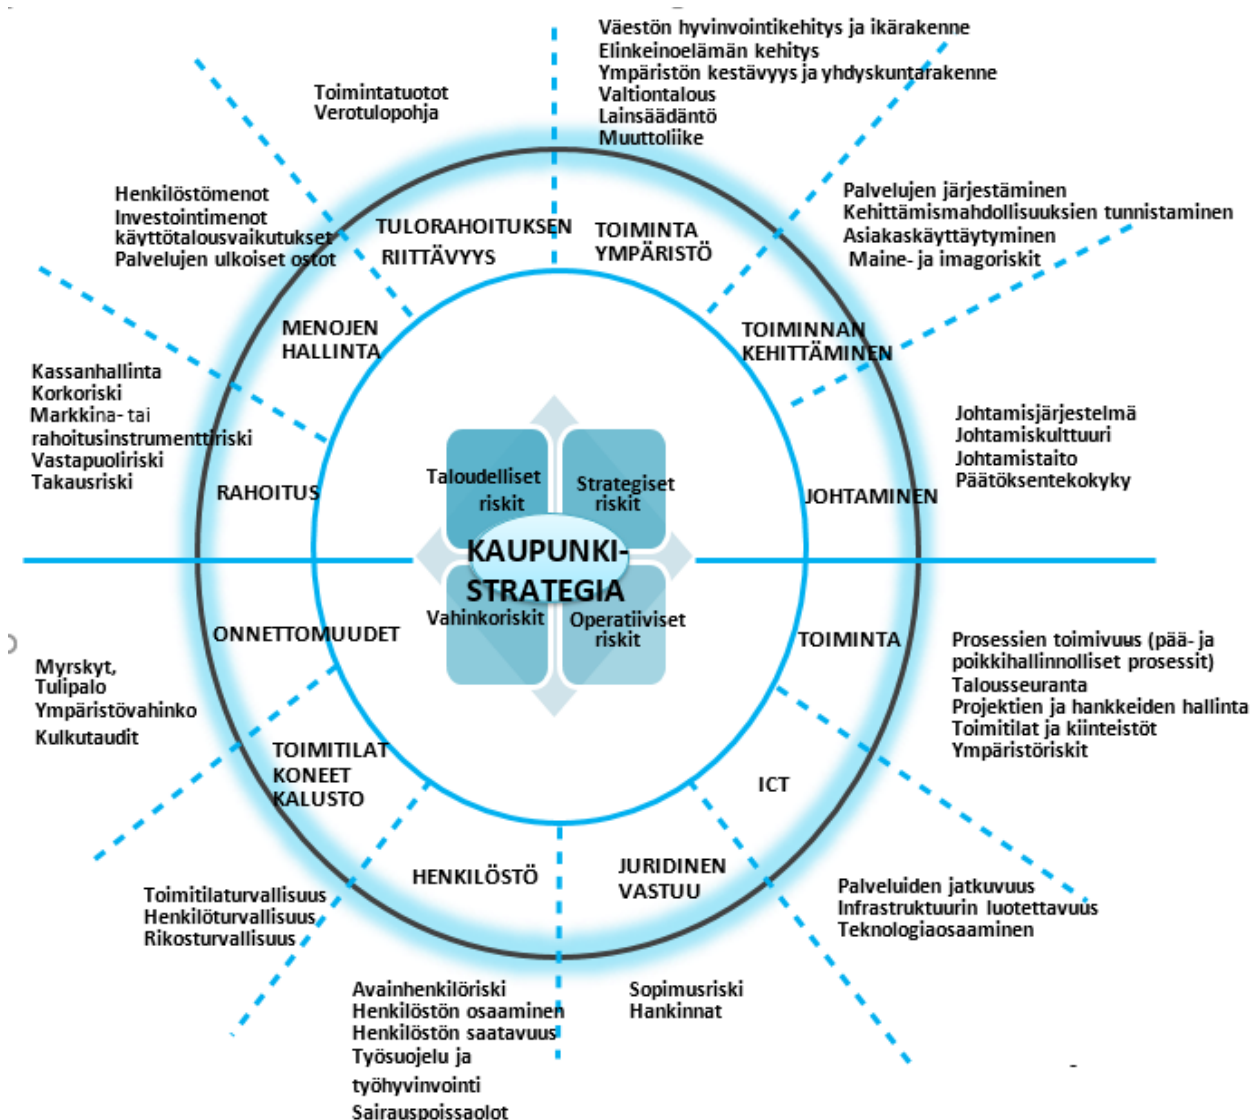 Väestön hyvinvointikehitys ja ikärakenne
Elinkeinoelämän kehitys
Ympäristön kestävyys ja yhdyskuntarakenne
Valtiontalous
Lainsäädäntö
Muuttoliike
Toimintatuotot
Verotulopohja
Henkilöstömenot
Investointimenot
käyttötalousvaikutukset
Palvelujen ulkoiset ostot
Palvelujen järjestäminen
Kehittämismahdollisuuksien tunnistaminen
Asiakaskäyttäytyminen
Maine- ja imagoriskit
TULORAHOITUKSEN
RIITTÄVYYS
TOIMINTA
YMPÄRISTÖ
MENOJEN
HALLINTA
TOIMINNAN
KEHITTÄMINEN
Kassanhallinta
Korkoriski
Markkina- tai
rahoitusinstrumenttiriski
Vastapuoliriski
Takausriski
RAHOITUS
JOHTAMINEN
Johtamisjärjestelmä
Johtamiskulttuuri
Johtamistaito
Päätöksentekokyky
Taloudelliset
riskit
Strategiset
riskit
KAUPUNKI-
STRATEGIA
Vahinkoriskit
Operatiiviset
riskit
ONNETTOMUUDET
TOIMINTA
Myrskyt,
Tulipalo
Ympäristövahinko
Kulkutaudit
Prosessien toimivuus (pää- ja
poikkihallinnolliset prosessit)
Talousseuranta
Projektien ja hankkeiden hallinta
Toimitilat ja kiinteistöt
Ympäristöriskit
TOIMITILAT
KONEET
KALUSTO
ICT
HENKILÖSTÖ
JURIDINEN
VASTUU
Toimitilaturvallisuus
Henkilöturvallisuus
Rikosturvallisuus
Palveluiden jatkuvuus
Infrastruktuurin luotettavuus
Teknologiaosaaminen
Avainhenkilöriski
Henkilöstön osaaminen
Henkilöstön saatavuus
Työsuojelu ja
työhyvinvointi
Sairauspoissaolot
Sopimusriski
Hankinnat